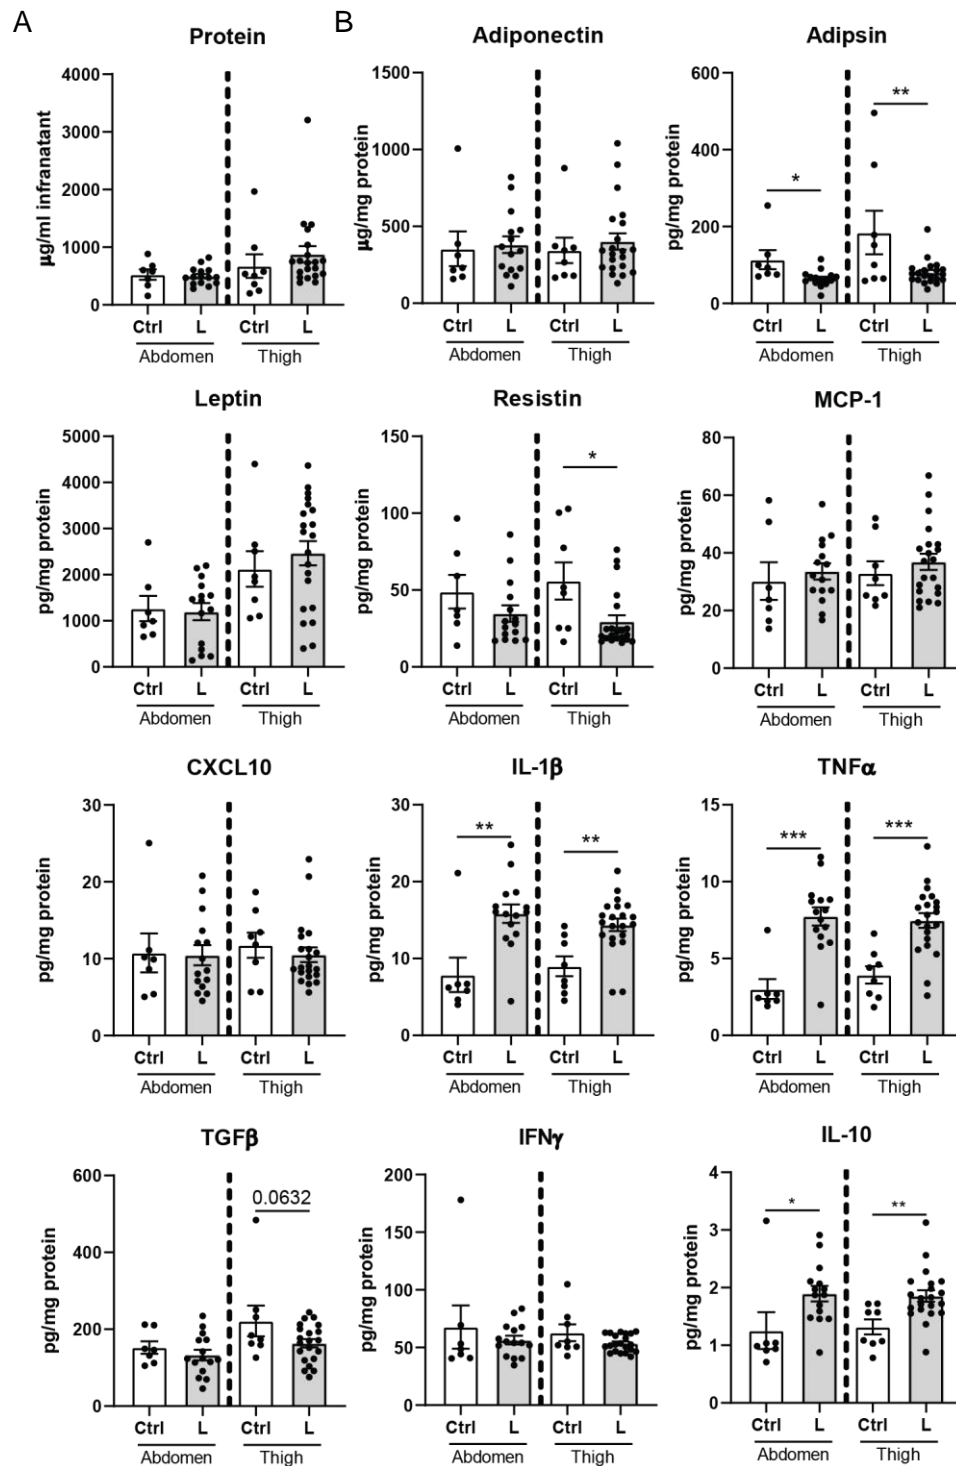 A
B
Protein
µg/ml infranatant
4000
3000
2000
1000
0
Ctrl L Ctrl L
Abdomen Thigh
Adiponectin
µg/mg protein
1500
1000
500
0
Ctrl L Ctrl L
Abdomen Thigh
Adipsin
pg/mg protein
600
400
200
0
* **
Ctrl L Ctrl L
Abdomen Thigh
Leptin
pg/mg protein
5000
4000
3000
2000
1000
0
Ctrl L Ctrl L
Abdomen Thigh
Resistin
pg/mg protein
150
100
50
0
*
Ctrl L Ctrl L
Abdomen Thigh
MCP-1
pg/mg protein
80
60
40
20
0
Ctrl L Ctrl L
Abdomen Thigh
CXCL10
pg/mg protein
30
20
10
0
Ctrl L Ctrl L
Abdomen Thigh
IL-1β
pg/mg protein
30
20
10
0
** **
Ctrl L Ctrl L
Abdomen Thigh
TNFα
pg/mg protein
15
10
5
0
*** ***
Ctrl L Ctrl L
Abdomen Thigh
TGFβ
pg/mg protein
600
400
200
0
0.0632
Ctrl L Ctrl L
Abdomen Thigh
IFNγ
pg/mg protein
200
150
100
50
0
Ctrl L Ctrl L
Abdomen Thigh
IL-10
pg/mg protein
4
3
2
1
0
* **
Ctrl L Ctrl L
Abdomen Thigh